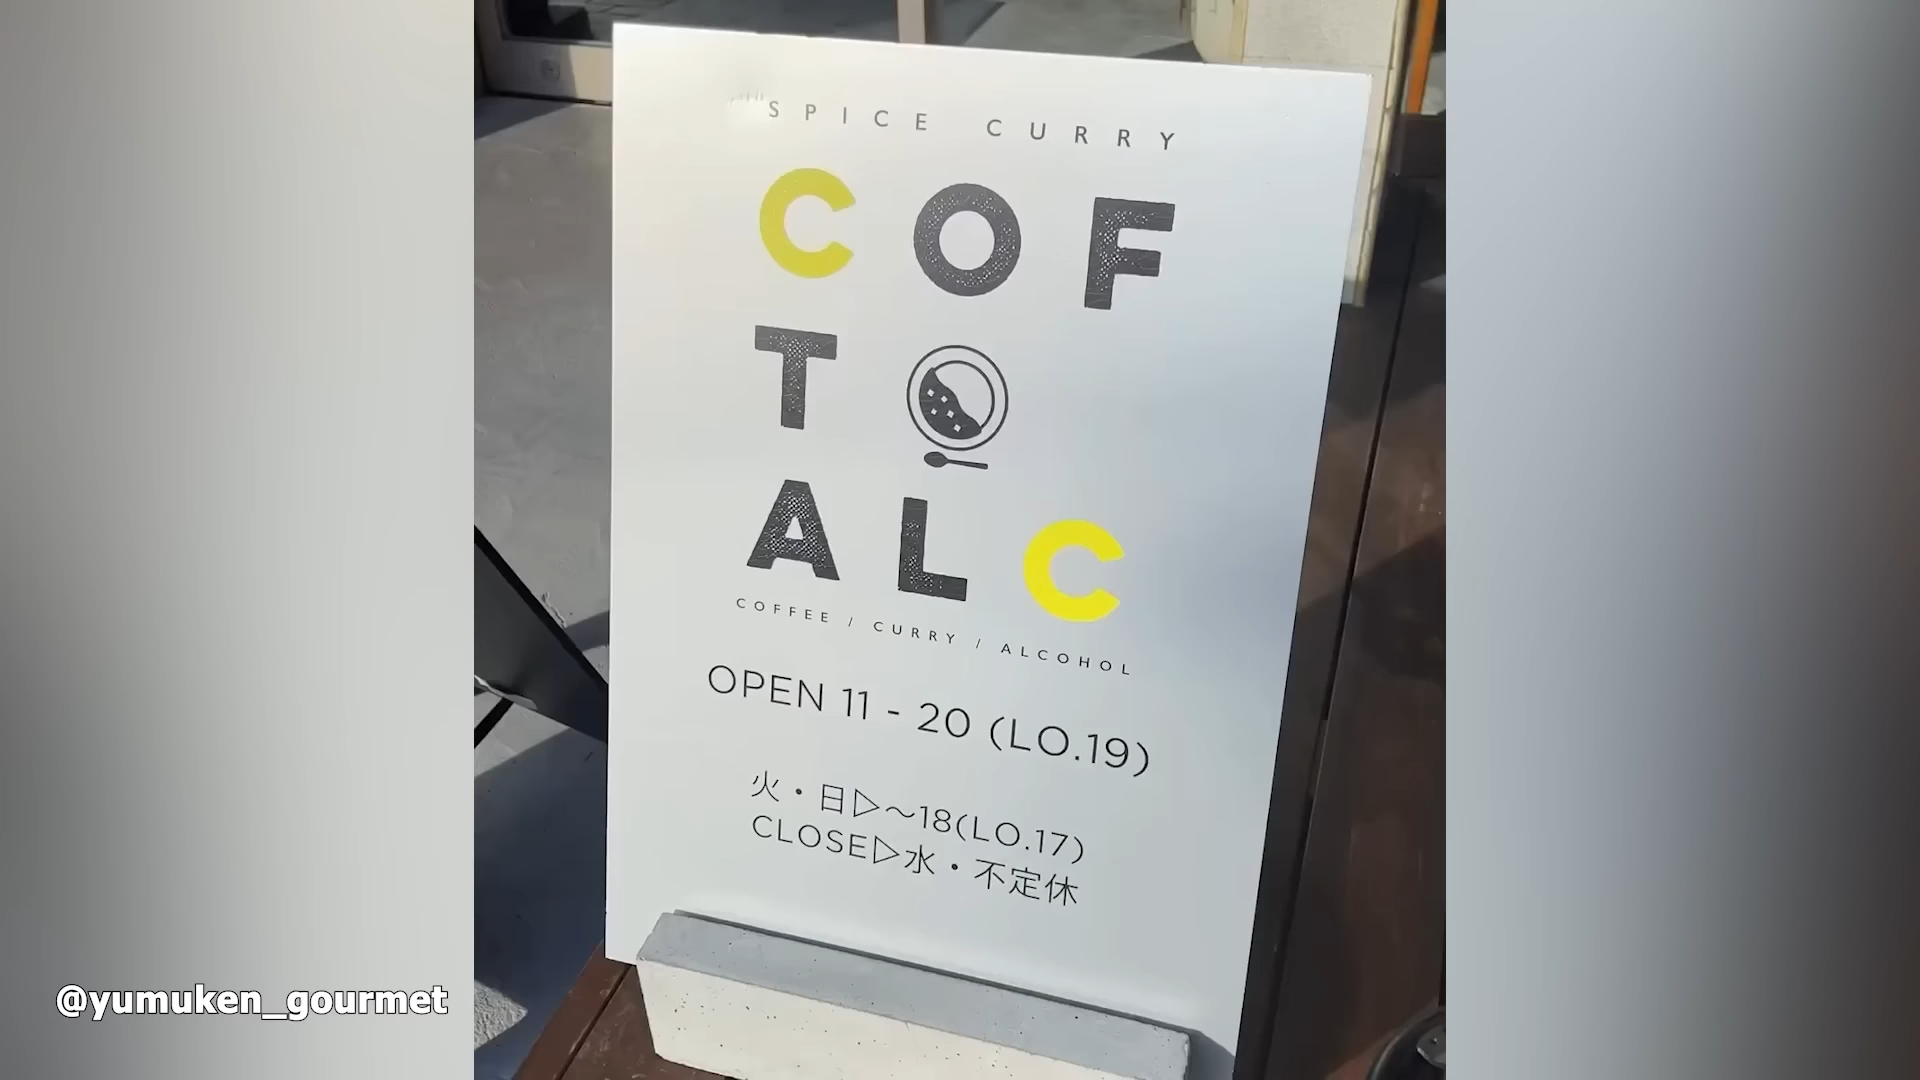 SPICE CURRY
COF
T
ALC
COFFEE / CURRY / ALCOHOL
OPEN 11 - 20 (LO.19)
火・日▷～18(LO.17)
CLOSE▷水・不定休
@yumuken_gourmet